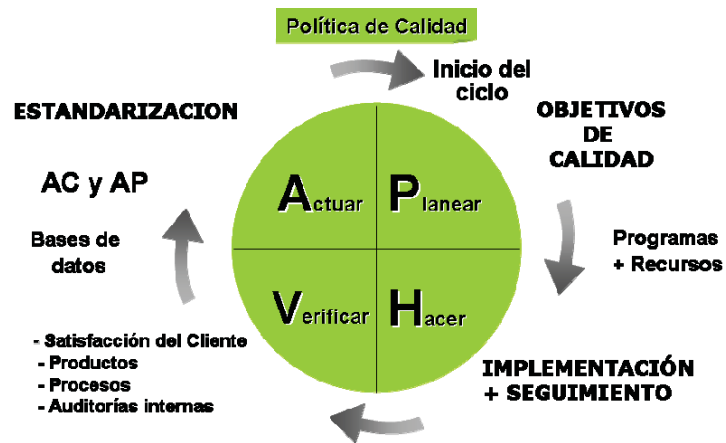 Política de Calidad
Inicio del
ciclo
ESTANDARIZACION
OBJETIVOS
DE
CALIDAD
AC y AP
Actuar
Planear
Bases de
datos
Programas
+ Recursos
Verificar
Hacer
- Satisfacción del Cliente
- Productos
- Procesos
- Auditorías internas
IMPLEMENTACIÓN
+ SEGUIMIENTO